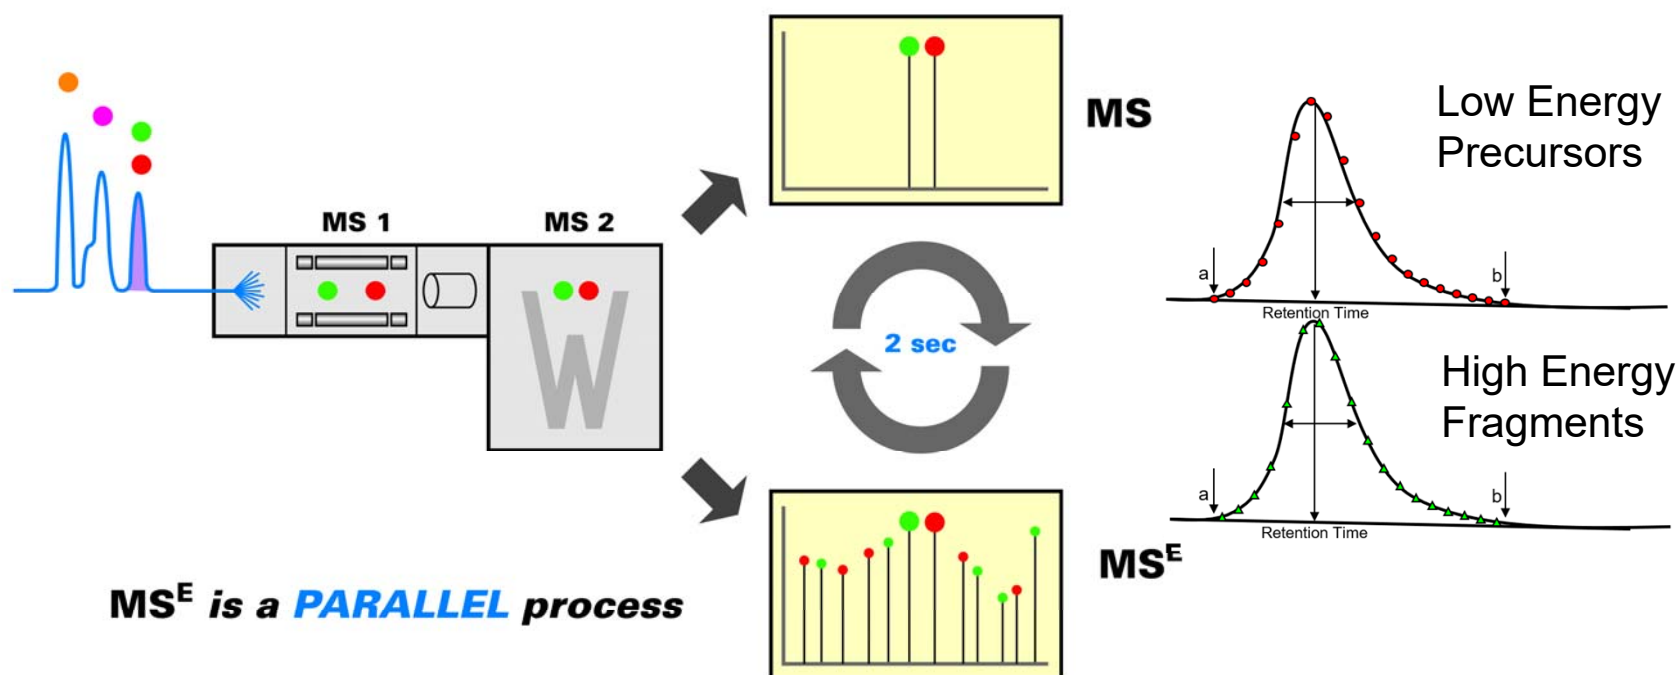 MS 1
MS 2
W
MS
Low Energy
Precursors
a
b
Retention Time
2 sec
High Energy
Fragments
a
b
Retention Time
MSᴱ
MSᴱ is a PARALLEL process